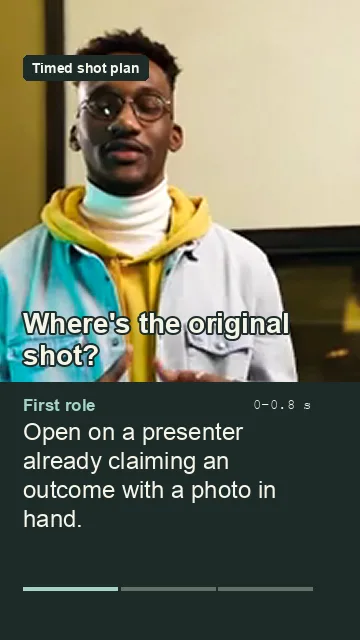 Timed shot plan
Where's the original
shot?
First role
0–0.8 s
Open on a presenter
already claiming an
outcome with a photo in
hand.